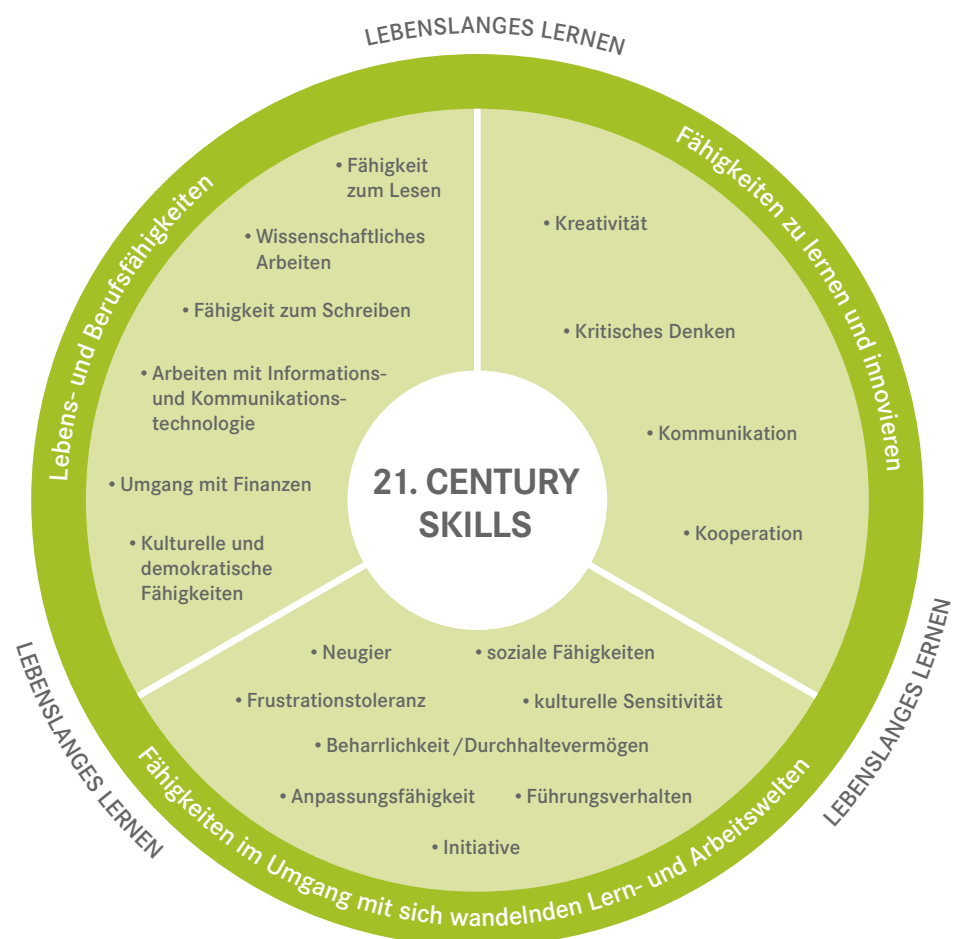 LEBENSLANGES LERNEN
Lebens- und Berufsfähigkeiten
• Fähigkeit
zum Lesen
• Wissenschaftliches
Arbeiten
• Fähigkeit zum Schreiben
• Arbeiten mit Informations-
und Kommunikations-
technologie
• Umgang mit Finanzen
• Kulturelle und
demokratische
Fähigkeiten
Fähigkeiten zu lernen und innovieren
• Kreativität
• Kritisches Denken
• Kommunikation
• Kooperation
21. CENTURY
SKILLS
• Neugier
• soziale Fähigkeiten
• Frustrationstoleranz
• kulturelle Sensitivität
• Beharrlichkeit / Durchhaltevermögen
• Anpassungsfähigkeit
• Führungsverhalten
• Initiative
Fähigkeiten im Umgang mit sich wandelnden Lern- und Arbeitswelten
LEBENSLANGES LERNEN
LEBENSLANGES LERNEN